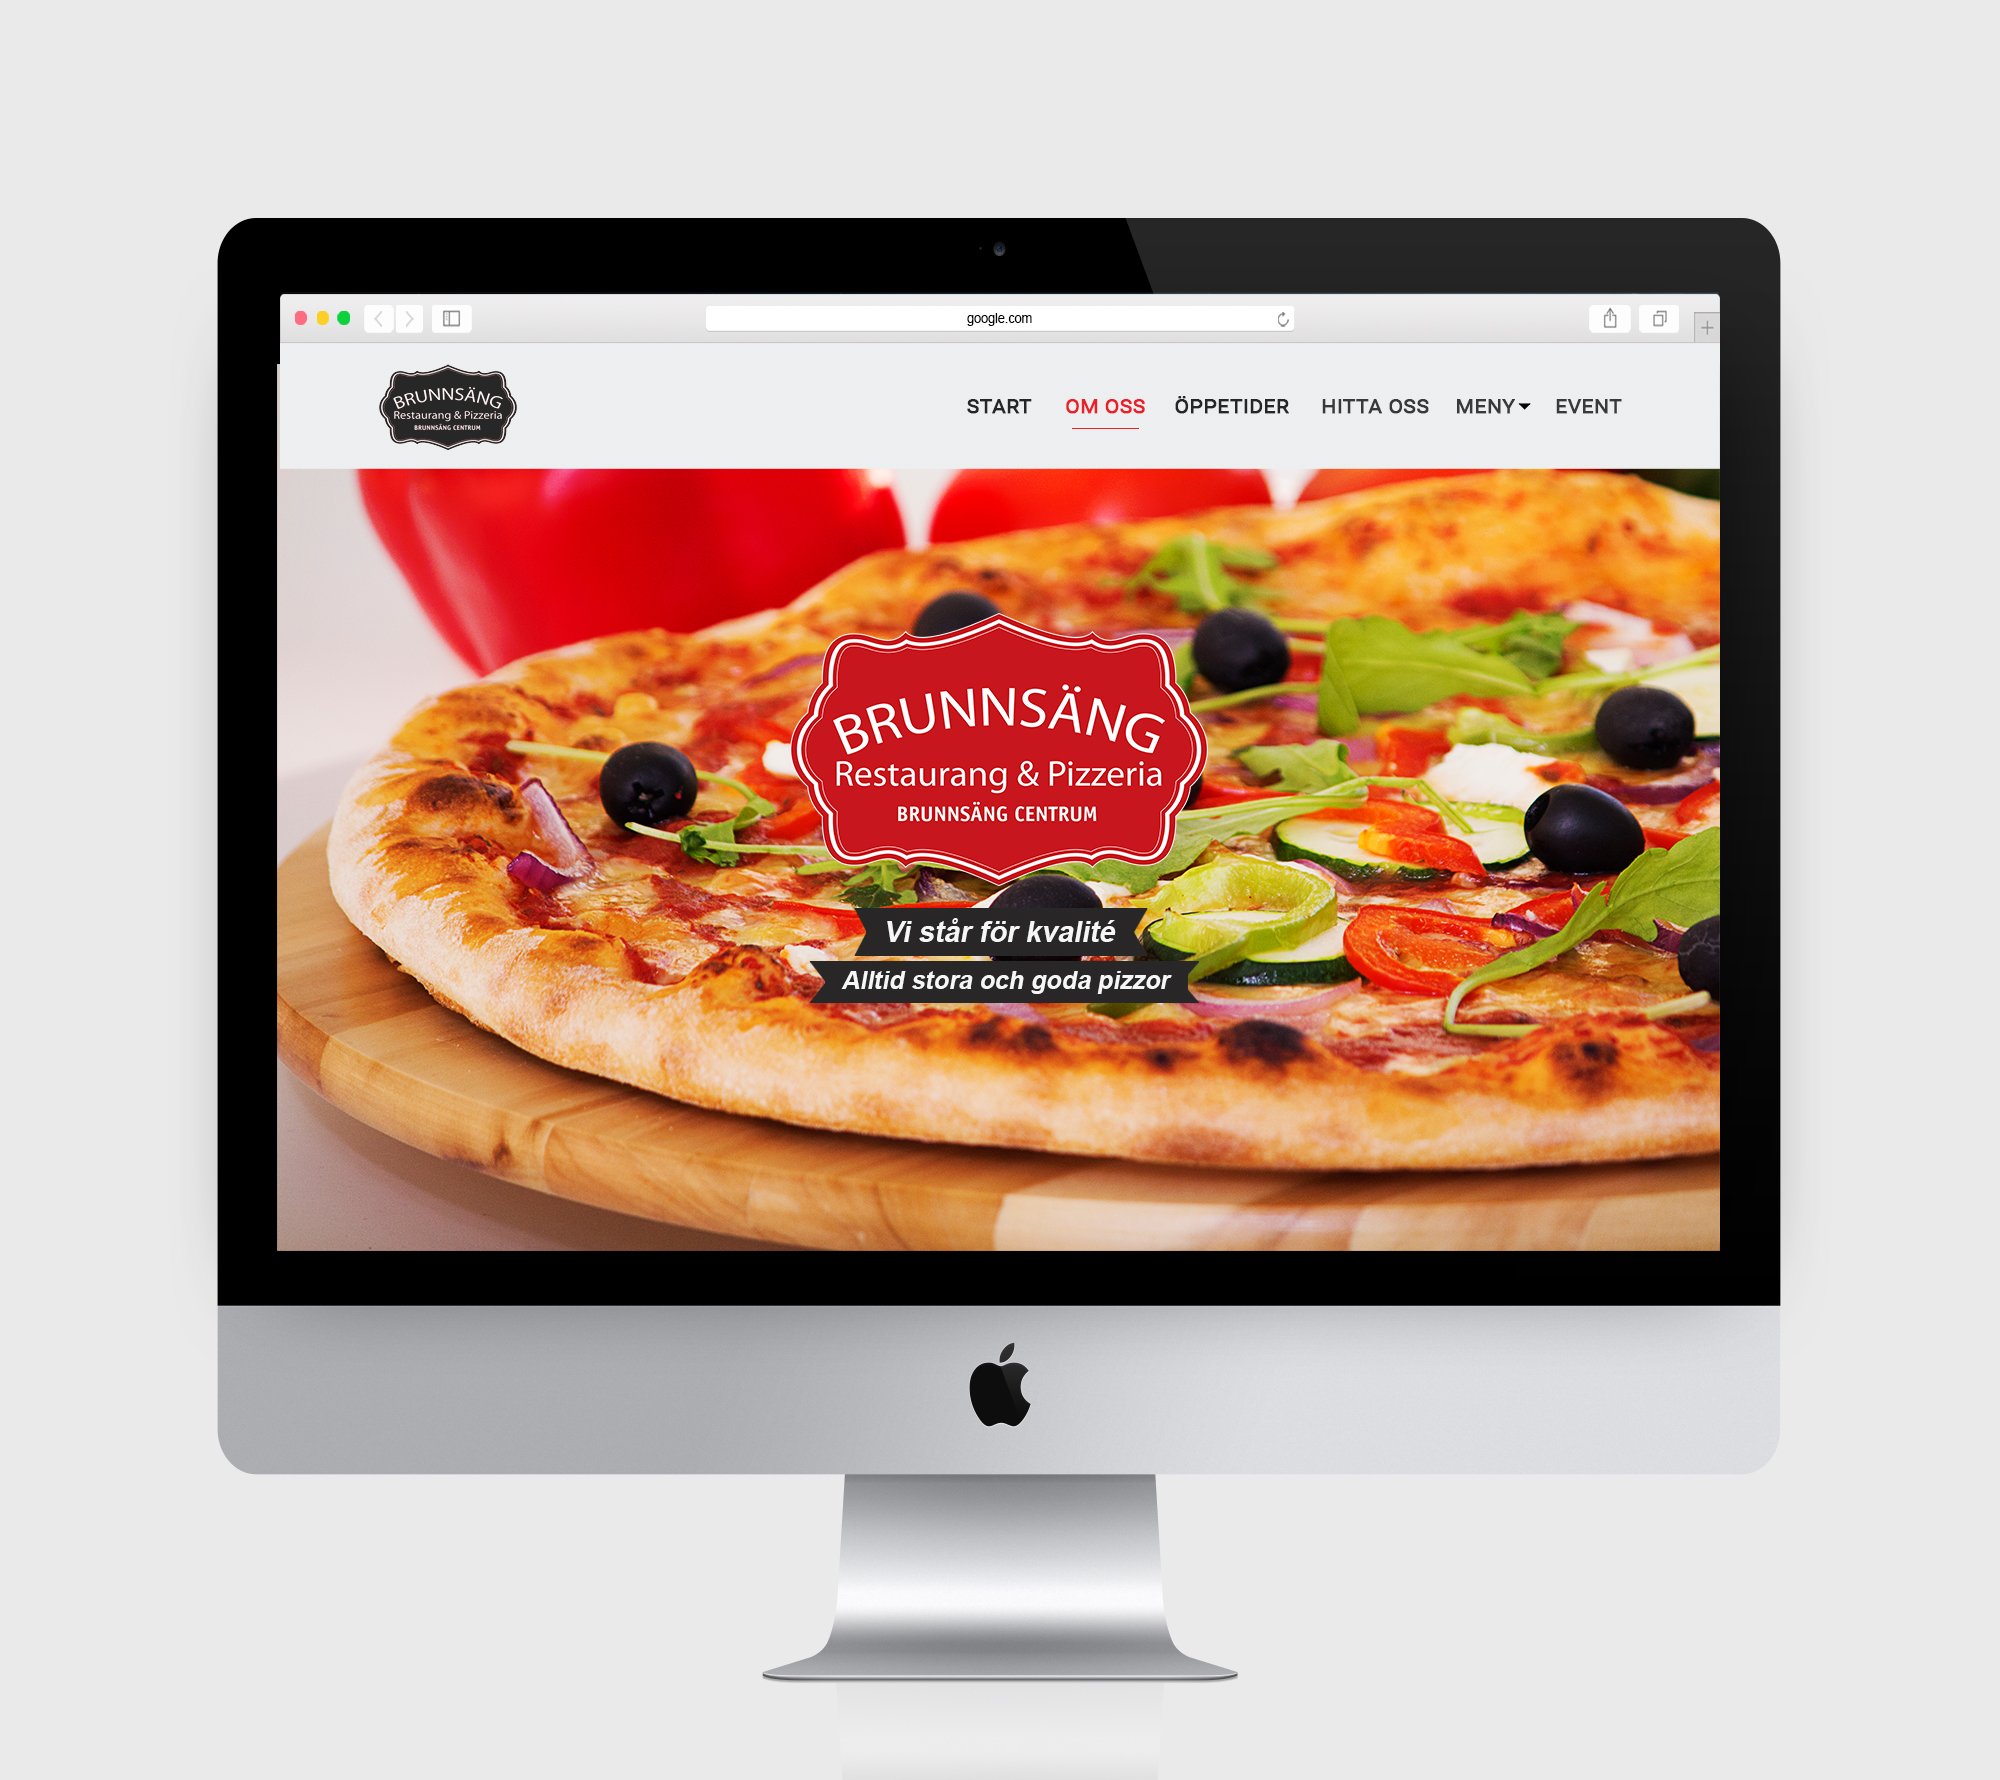 google.com
BRUNNSÄNG
Restaurang & Pizzeria
BRUNNSÄNG CENTRUM
START OM OSS ÖPPETIDER HITTA OSS MENY EVENT
BRUNNSÄNG
Restaurang & Pizzeria
BRUNNSÄNG CENTRUM
Vi står för kvalité
Alltid stora och goda pizzor